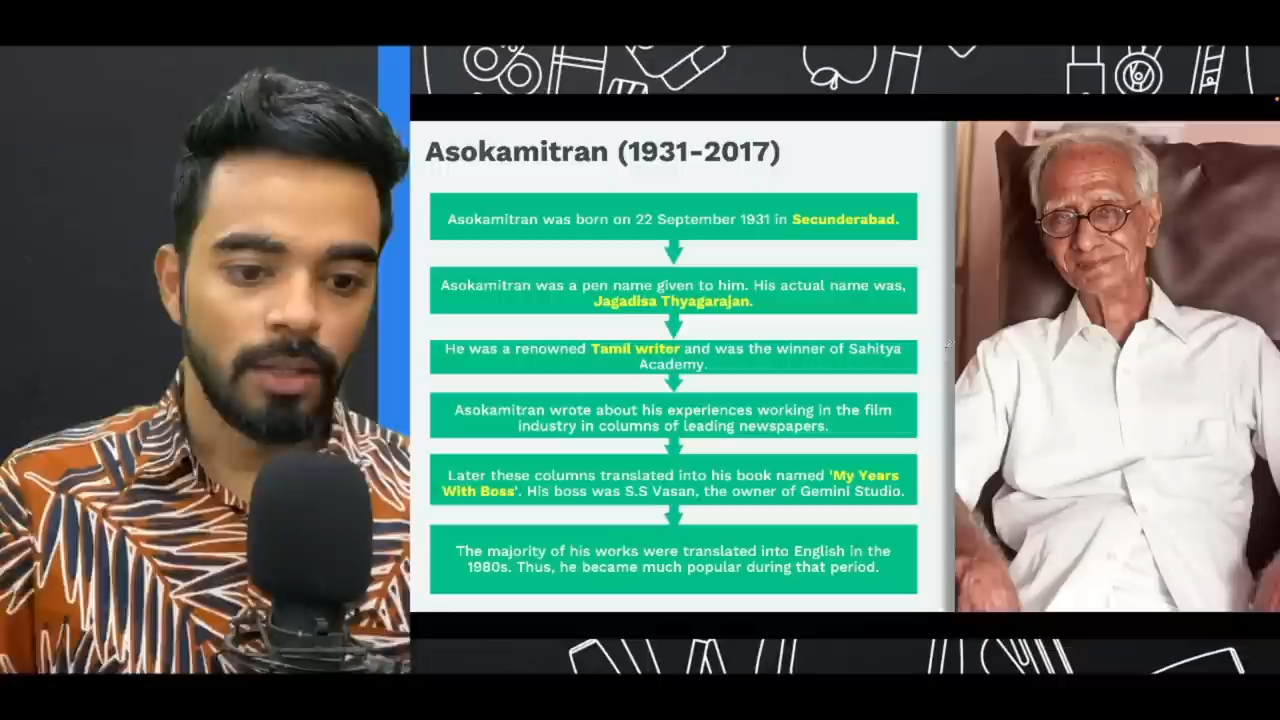 Asokamitran (1931-2017)
Asokamitran was born on 22 September 1931 in Secunderabad.
Asokamitran was a pen name given to him. His actual name was,
Jagadisa Thyagarajan.
He was a renowned Tamil writer and was the winner of Sahitya
Academy.
Asokamitran wrote about his experiences working in the film
industry in columns of leading newspapers.
Later these columns translated into his book named 'My Years
With Boss'. His boss was S.S Vasan, the owner of Gemini Studio.
The majority of his works were translated into English in the
1980s. Thus, he became much popular during that period.